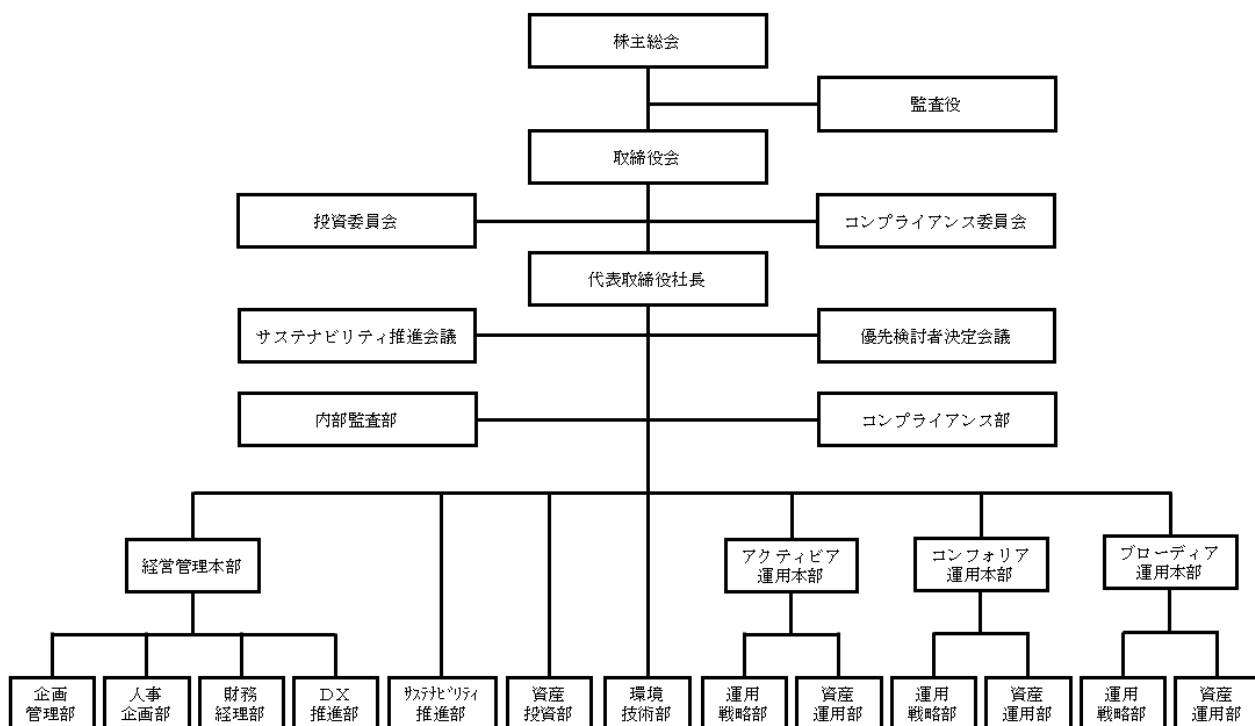 株主総会
監査役
取締役会
投資委員会
コンプライアンス委員会
代表取締役社長
サステナビリティ推進会議
優先検討者決定会議
内部監査部
コンプライアンス部
経営管理本部
アクティビア
運用本部
コンフォリア
運用本部
ブローディア
運用本部
企画
管理部
人事
企画部
財務
経理部
DX
推進部
サステナビリティ
推進部
資産
投資部
環境
技術部
運用
戦略部
資産
運用部
運用
戦略部
資産
運用部
運用
戦略部
資産
運用部